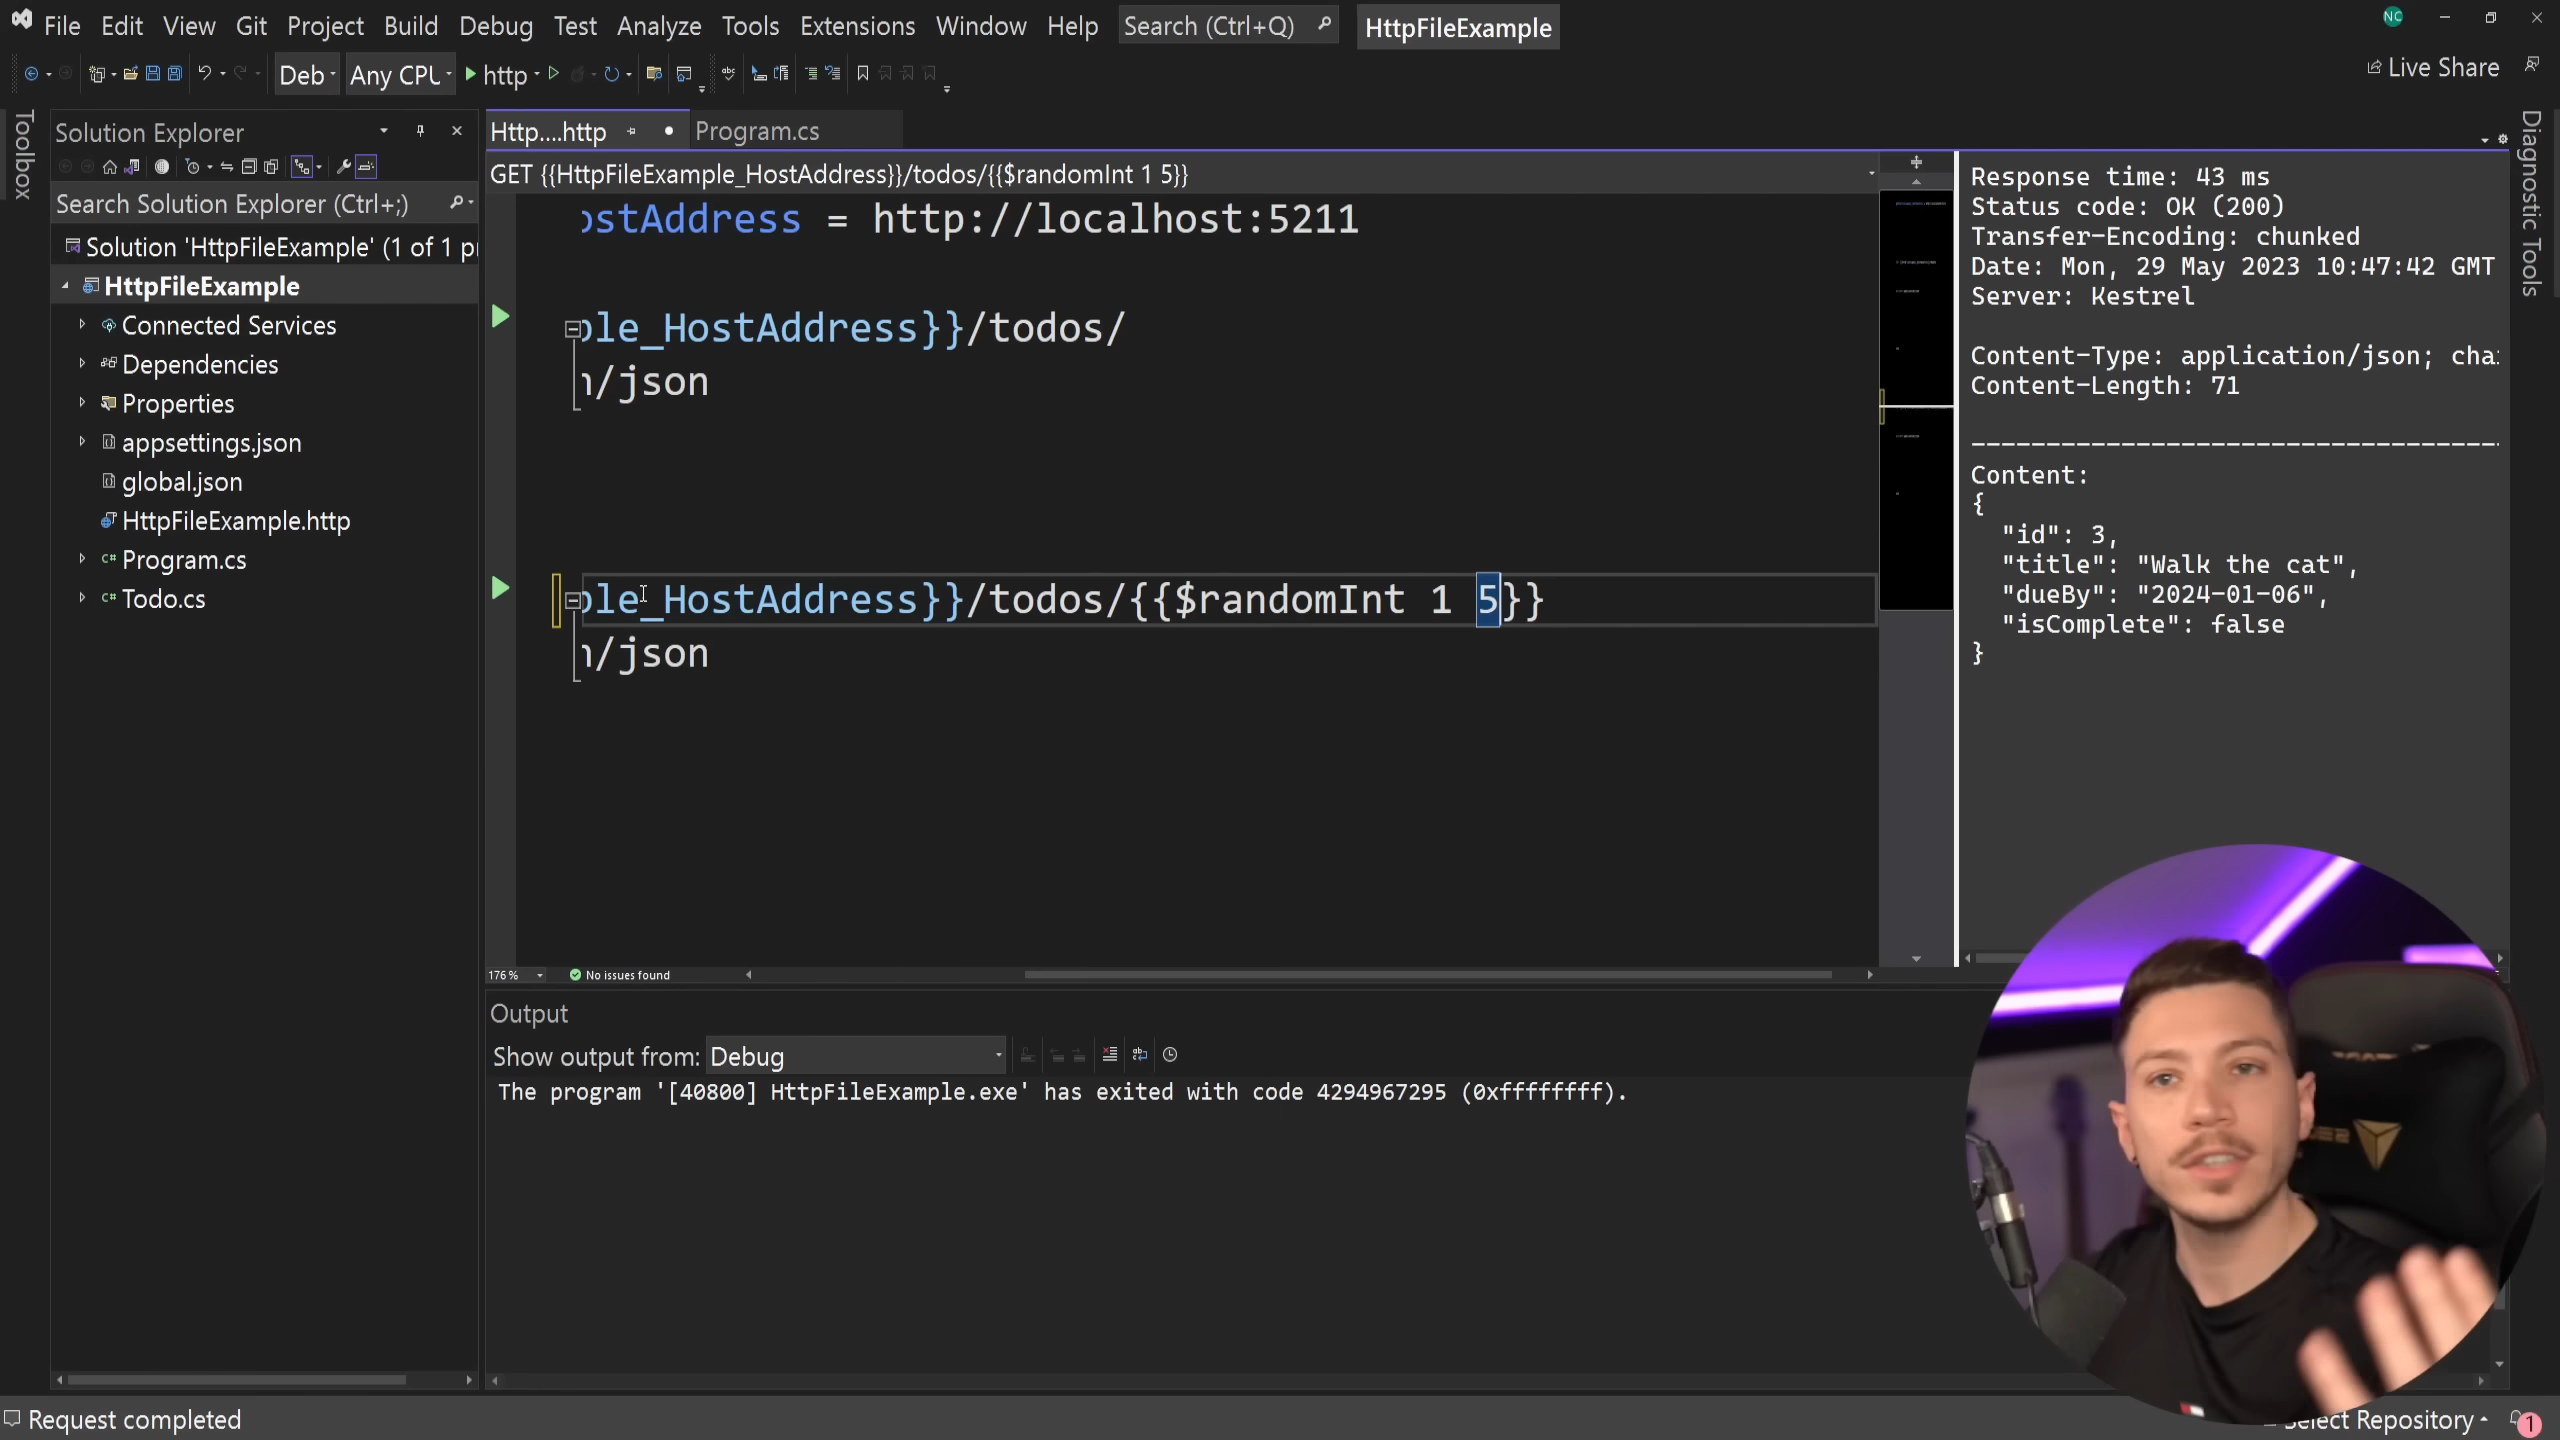 File Edit View Git Project Build Debug Test Analyze Tools Extensions Window Help Search (Ctrl+Q) HttpFileExample NC
Deb Any CPU http Live Share
Toolbox
Solution Explorer
Search Solution Explorer (Ctrl+;)
Solution 'HttpFileExample' (1 of 1 pr
HttpFileExample
Connected Services
Dependencies
Properties
appsettings.json
global.json
HttpFileExample.http
C# Program.cs
C# Todo.cs
Http....http Program.cs
GET {{HttpFileExample_HostAddress}}/todos/{{$randomInt 1 5}}
ostAddress = http://localhost:5211
ple_HostAddress}}/todos/
n/json
ple_HostAddress}}/todos/{{$randomInt 1 5}}
n/json
176 % No issues found
Response time: 43 ms
Status code: OK (200)
Transfer-Encoding: chunked
Date: Mon, 29 May 2023 10:47:42 GMT
Server: Kestrel
Content-Type: application/json; cha
Content-Length: 71
-----------------------------------
Content:
{
"id": 3,
"title": "Walk the cat",
"dueBy": "2024-01-06",
"isComplete": false
}
Diagnostic Tools
Output
Show output from: Debug
The program '[40800] HttpFileExample.exe' has exited with code 4294967295 (0xffffffff).
Request completed
Select Repository 1